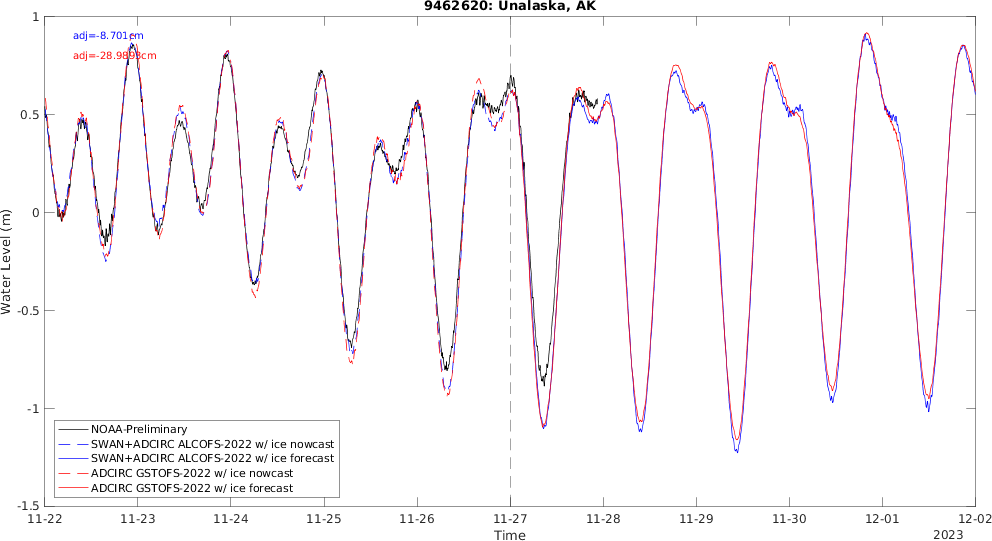 9462620: Unalaska, AK
adj=-8.701cm
adj=-28.9893cm
Water Level (m)
1
0.5
0
-0.5
-1
-1.5
NOAA-Preliminary
SWAN+ADCIRC ALCOFS-2022 w/ ice nowcast
SWAN+ADCIRC ALCOFS-2022 w/ ice forecast
ADCIRC GSTOFS-2022 w/ ice nowcast
ADCIRC GSTOFS-2022 w/ ice forecast
11-22 11-23 11-24 11-25 11-26 11-27 11-28 11-29 11-30 12-01 12-02
Time
2023